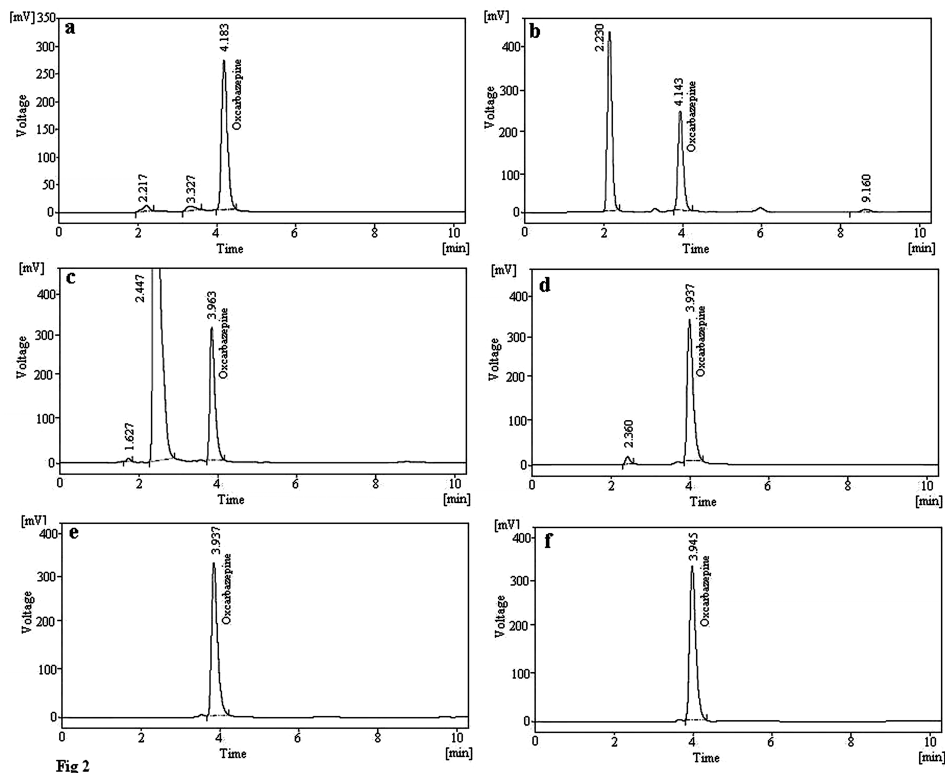 [mV]
a
350
300
250
200
150
100
50
0
Voltage
2.217
3.327
4.183
Oxcarbazepine
0 2 4 6 8 10
Time
[min]
[mV]
b
400
300
200
100
0
Voltage
2.230
4.143
Oxcarbazepine
9.160
0 2 4 6 8 10
Time
[min]
[mV]
c
400
300
200
100
0
Voltage
1.627
2.447
3.963
Oxcarbazepine
0 2 4 6 8 10
Time
[min]
[mV]
d
400
300
200
100
0
Voltage
2.360
3.937
Oxcarbazepine
0 2 4 6 8 10
Time
[min]
[mV]
e
400
300
200
100
0
Voltage
3.937
Oxcarbazepine
0 2 4 6 8 10
Time
[min]
[mV]
f
400
300
200
100
0
Voltage
3.945
Oxcarbazepine
0 2 4 6 8 10
Time
[min]
Fig 2